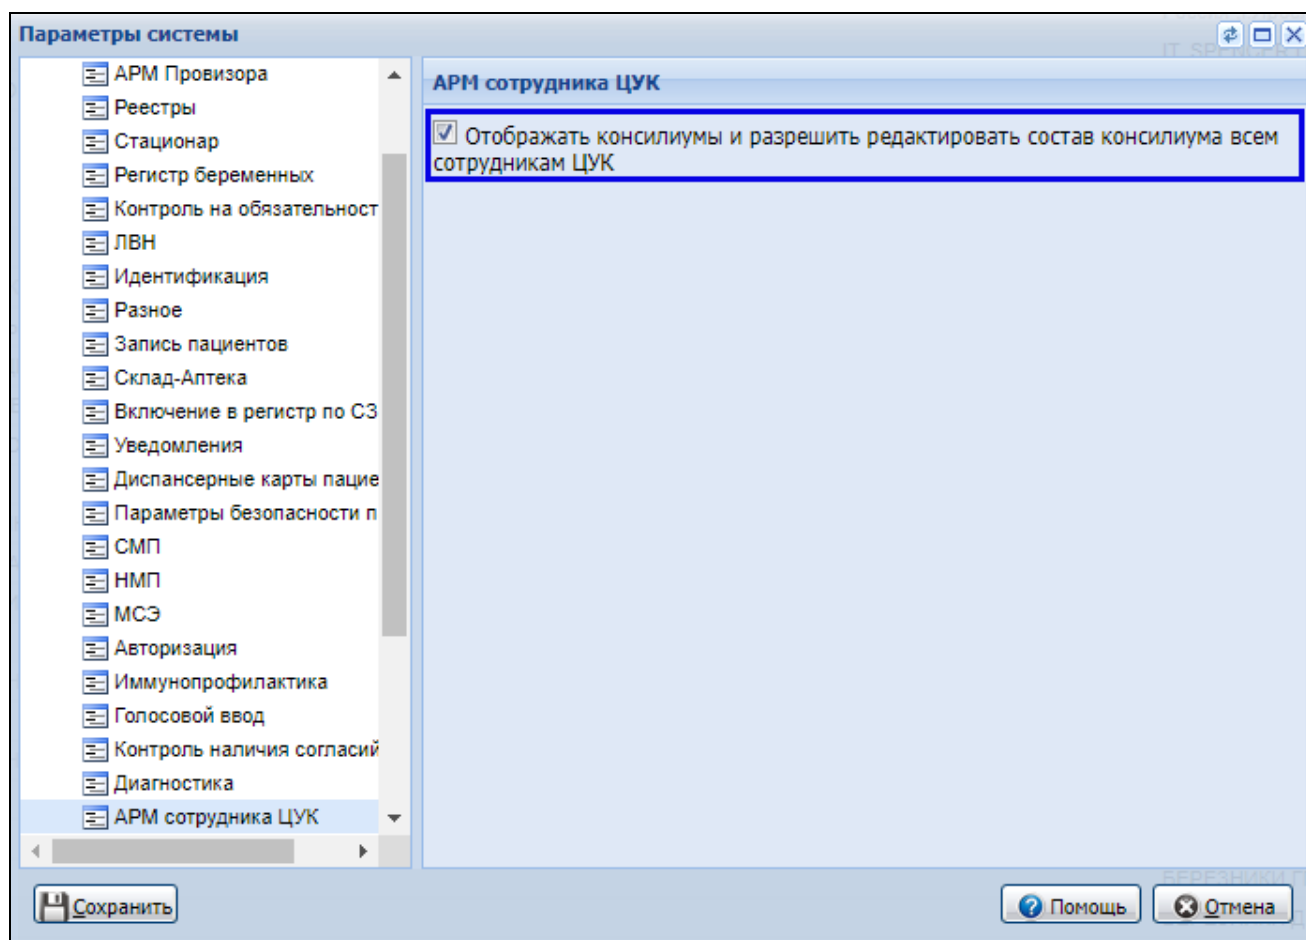 Параметры системы
АРМ Провизора
Реестры
Стационар
Регистр беременных
Контроль на обязательност
ЛВН
Идентификация
Разное
Запись пациентов
Склад-Аптека
Включение в регистр по СЗ
Уведомления
Диспансерные карты пацие
Параметры безопасности п
СМП
НМП
МСЭ
Авторизация
Иммунопрофилактика
Голосовой ввод
Контроль наличия согласий
Диагностика
АРМ сотрудника ЦУК
АРМ сотрудника ЦУК
Отображать консилиумы и разрешить редактировать состав консилиума всем
сотрудникам ЦУК
Сохранить
Помощь
Отмена